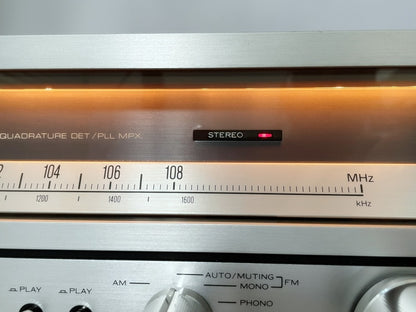 QUADRATURE DET/PLL MPX.
STEREO
104 106 108 MHz
1200 1400 1600 kHz
PLAY PLAY
AM AUTO/MUTING
MONO FM
PHONO